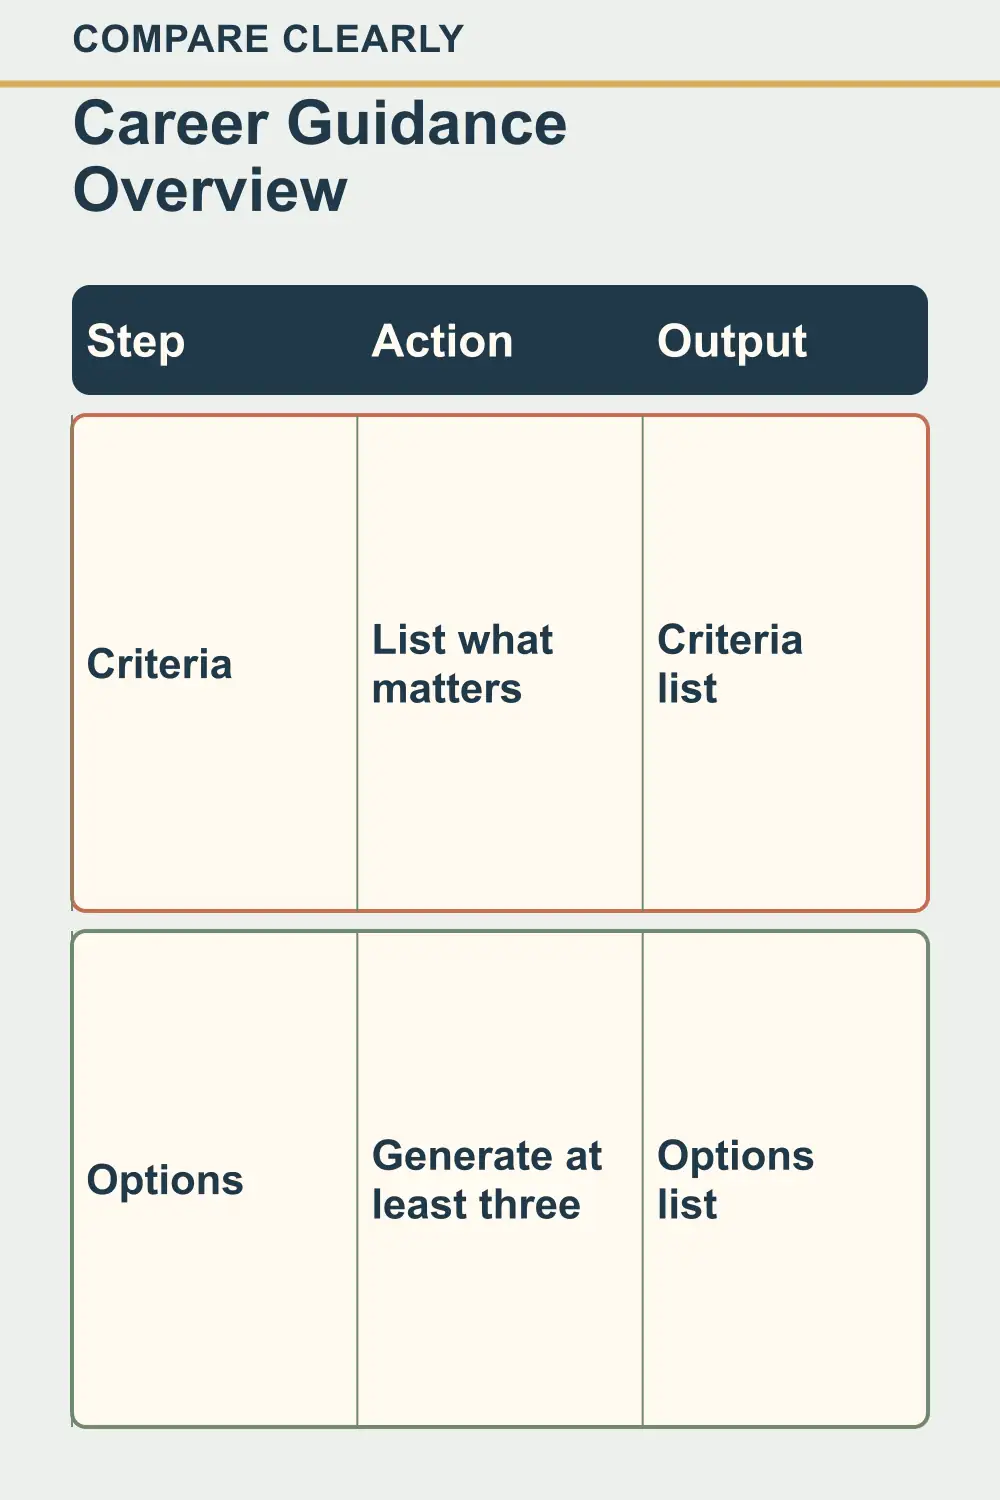 COMPARE CLEARLY
Career Guidance
Overview
Step Action Output
Criteria
List what
matters
Criteria
list
Options
Generate at
least three
Options
list